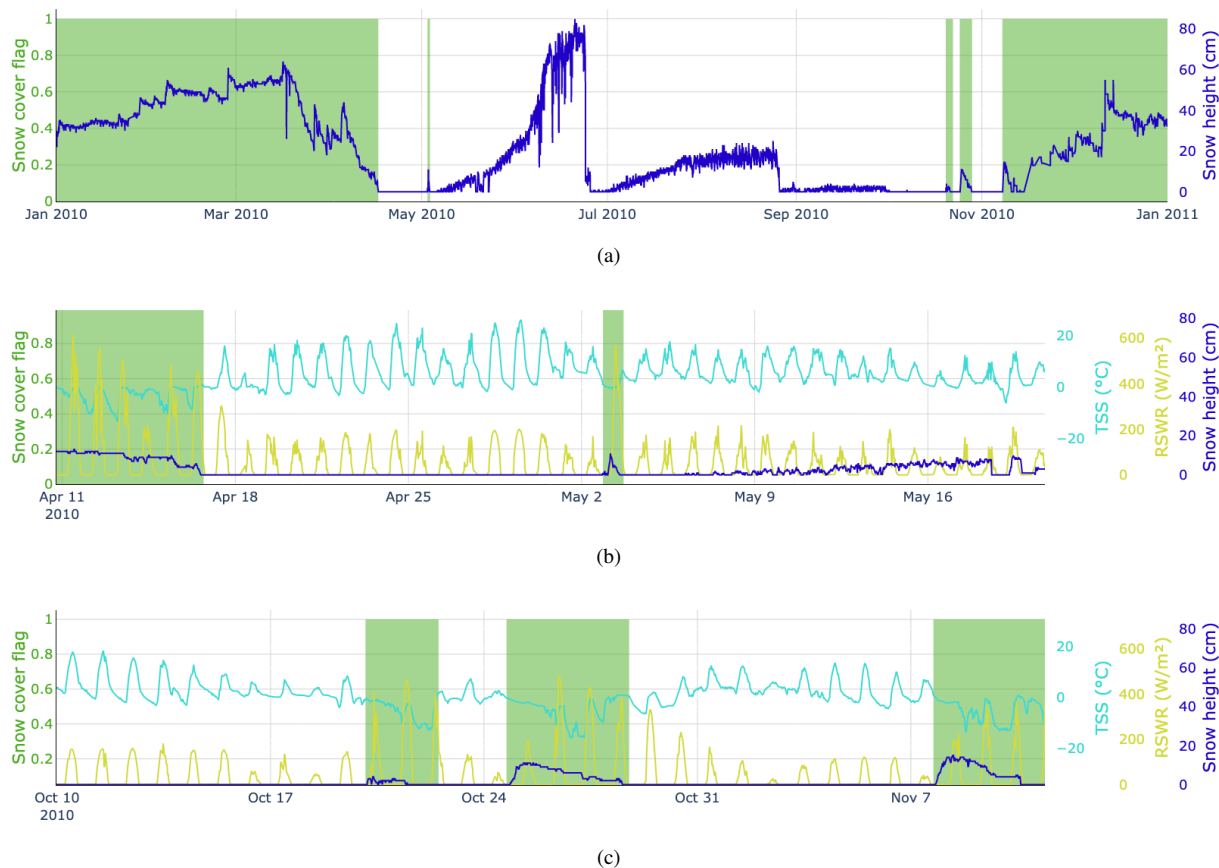 Snow cover flag
1
0.8
0.6
0.4
0.2
0
80
60
40
20
0
Snow height (cm)
Jan 2010 Mar 2010 May 2010 Jul 2010 Sep 2010 Nov 2010 Jan 2011
(a)
Snow cover flag
0.8
0.6
0.4
0.2
0
20
0
−20
TSS (°C)
600
400
200
0
RSWR (W/m²)
80
60
40
20
0
Snow height (cm)
Apr 11 Apr 18 Apr 25 May 2 May 9 May 16
2010
(b)
Snow cover flag
1
0.8
0.6
0.4
0.2
20
0
−20
TSS (°C)
600
400
200
0
RSWR (W/m²)
80
60
40
20
0
Snow height (cm)
Oct 10 Oct 17 Oct 24 Oct 31 Nov 7
2010
(c)